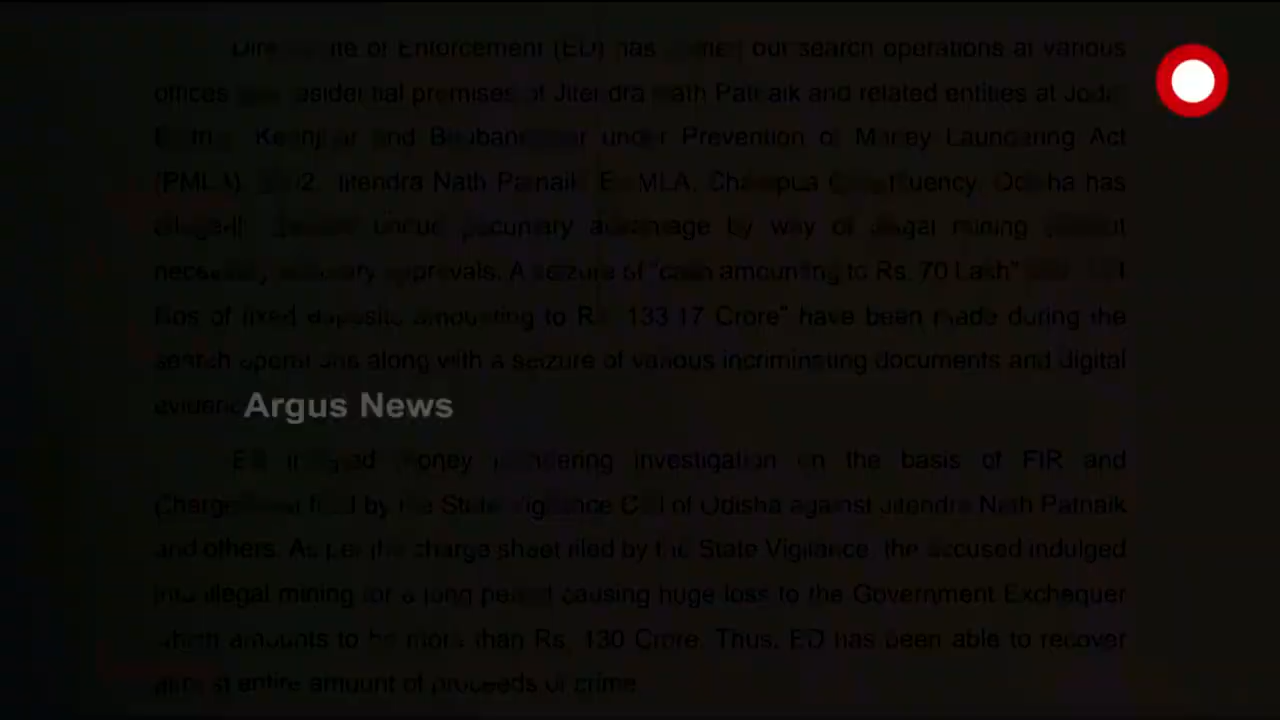 Directorate of Enforcement (ED) has carried out search operations at various
offices and residential premises of Jitendra Nath Patnaik and related entities at Joda,
Keonjhar and Bhubaneswar under Prevention of Money Laundering Act
(PMLA), 2002. Jitendra Nath Patnaik, Ex-MLA, Champua Constituency, Odisha has
undue pecuniary advantage by way of illegal mining without
necessary statutory approvals. A seizure of "cash amounting to Rs. 70 Lakh"
Nos of fixed deposits amounting to Rs. 133.17 Crore" have been made during the
search operations along with a seizure of various incriminating documents and digital
Argus News
ED initiated money laundering investigation on the basis of FIR and
Chargesheet filed by the State Vigilance Cell of Odisha against Jitendra Nath Patnaik
and others. As per the charge sheet filed by the State Vigilance, the accused indulged
into illegal mining for a long period causing huge loss to the Government Exchequer
which amounts to be more than Rs. 130 Crore. Thus, ED has been able to recover
almost entire amount of proceeds of crime.